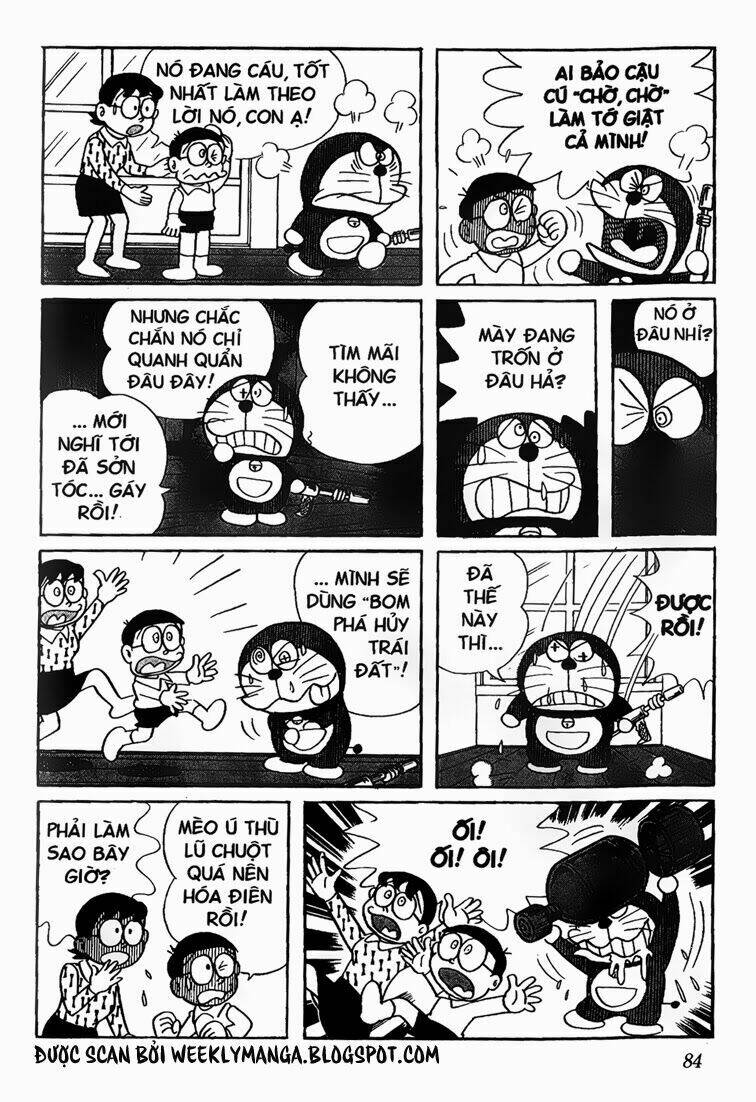 NÓ ĐANG CÁU, TỐT
NHẤT LÀM THEO
LỜI NÓ, CON Ạ!
AI BẢO CẬU
CỨ "CHỜ, CHỜ"
LÀM TỚ GIẬT
CẢ MÌNH!
... MỚI
NGHĨ TỚI
ĐÃ SỞN
TÓC... GÁY
RỒI!
NHƯNG CHẮC
CHẮN NÓ CHỈ
QUANH QUẨN
ĐÂU ĐÂY!
TÌM MÃI
KHÔNG
THẤY...
MÀY ĐANG
TRỐN Ở
ĐÂU HẢ?
NÓ Ở
ĐÂU NHỈ?
... MÌNH SẼ
DÙNG "BOM
PHÁ HỦY
TRÁI
ĐẤT"!
ĐÃ
THẾ
NÀY
THÌ...
ĐƯỢC
RỒI!
PHẢI LÀM
SAO BÂY
GIỜ?
MÈO Ú THÙ
LŨ CHUỘT
QUÁ NÊN
HÓA ĐIÊN
RỒI!
ỐI!
ỐI! ÔI!
ĐƯỢC SCAN BỞI WEEKLYMANGA.BLOGSPOT.COM
84